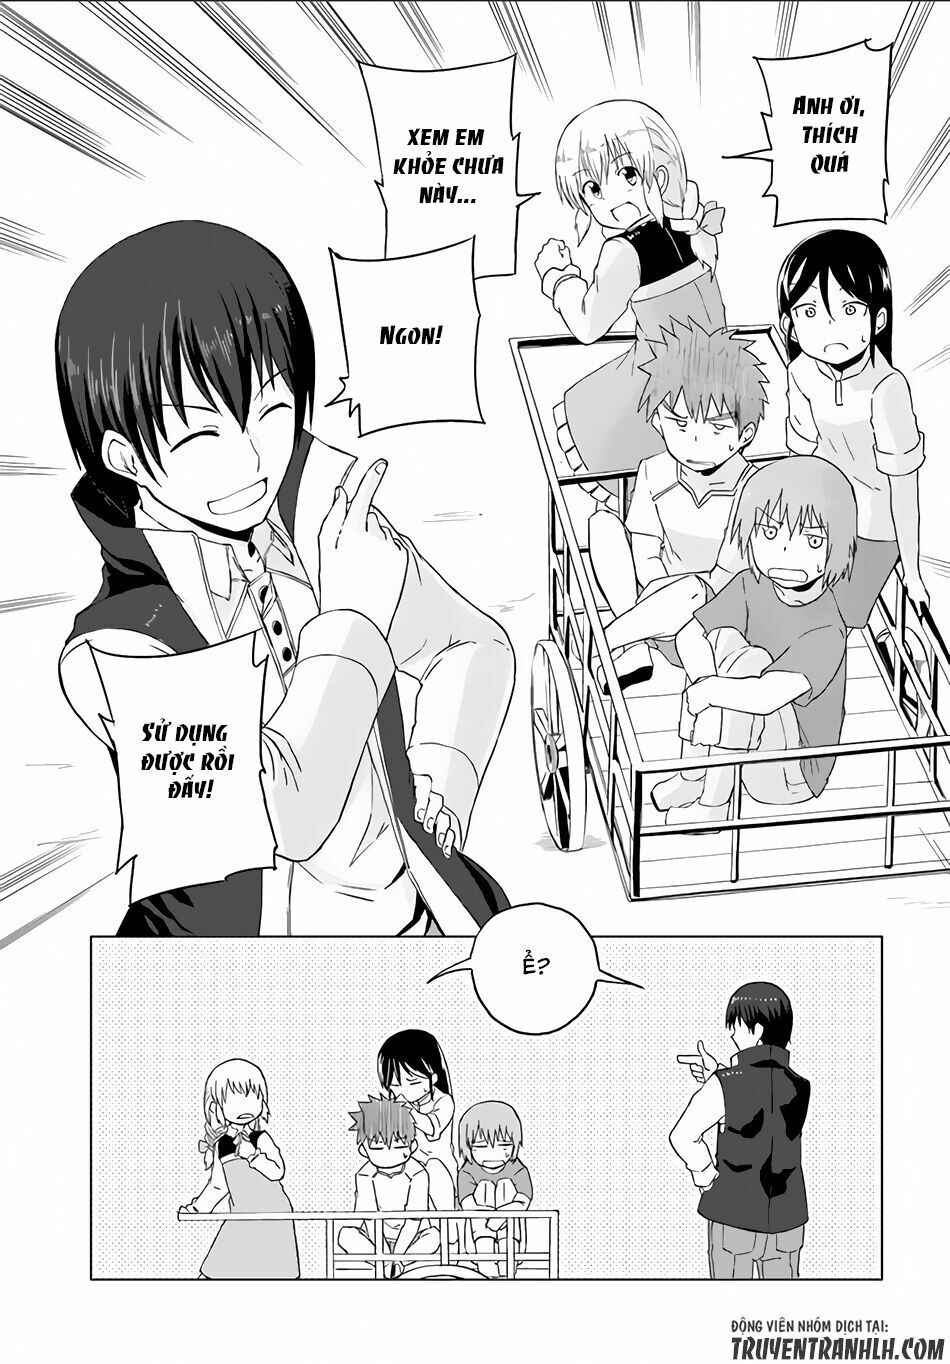 ANH ƠI,
THÍCH
QUÁ
XEM EM
KHỎE CHƯA
NÀY...
NGON!
SỬ DỤNG
ĐƯỢC RỒI
ĐẤY!
Ể?
ĐỘNG VIÊN NHÓM DỊCH TẠI:
TRUYENTRANHLH.COM